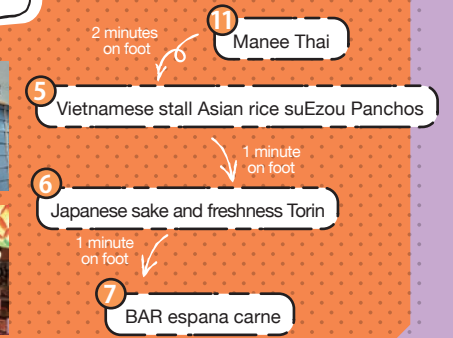 11
Manee Thai
2 minutes
on foot
5
Vietnamese stall Asian rice suEzou Panchos
1 minute
on foot
6
Japanese sake and freshness Torin
1 minute
on foot
7
BAR espana carne